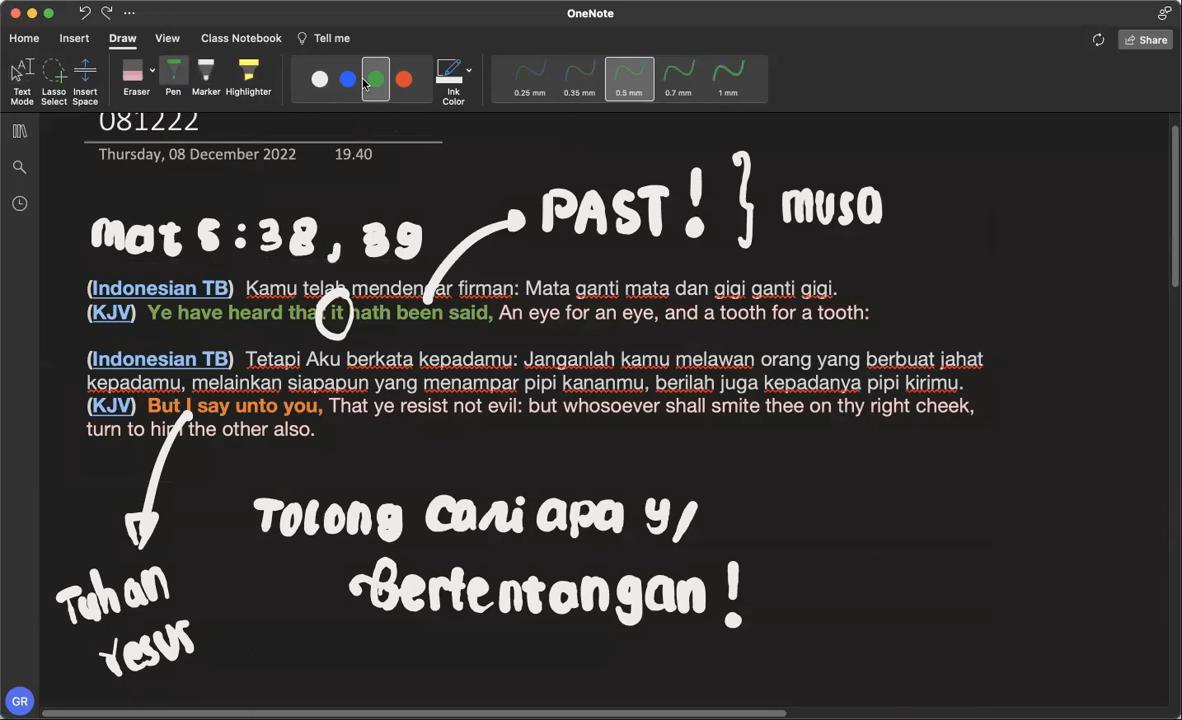 OneNote
Home Insert Draw View Class Notebook Tell me
Share
Text Mode
Lasso Select
Insert Space
Eraser
Pen
Marker
Highlighter
Ink Color
0.25 mm
0.35 mm
0.5 mm
0.7 mm
1 mm
081222
Thursday, 08 December 2022 19.40
PAST! } musa
mat 5:38, 39
(Indonesian TB) Kamu telah mendengar firman: Mata ganti mata dan gigi ganti gigi.
(KJV) Ye have heard that it hath been said, An eye for an eye, and a tooth for a tooth:
(Indonesian TB) Tetapi Aku berkata kepadamu: Janganlah kamu melawan orang yang berbuat jahat
kepadamu, melainkan siapapun yang menampar pipi kananmu, berilah juga kepadanya pipi kirimu.
(KJV) But I say unto you, That ye resist not evil: but whosoever shall smite thee on thy right cheek,
turn to him the other also.
Tolong cari apa y/
bertentangan!
Tuhan
Yesus
GR